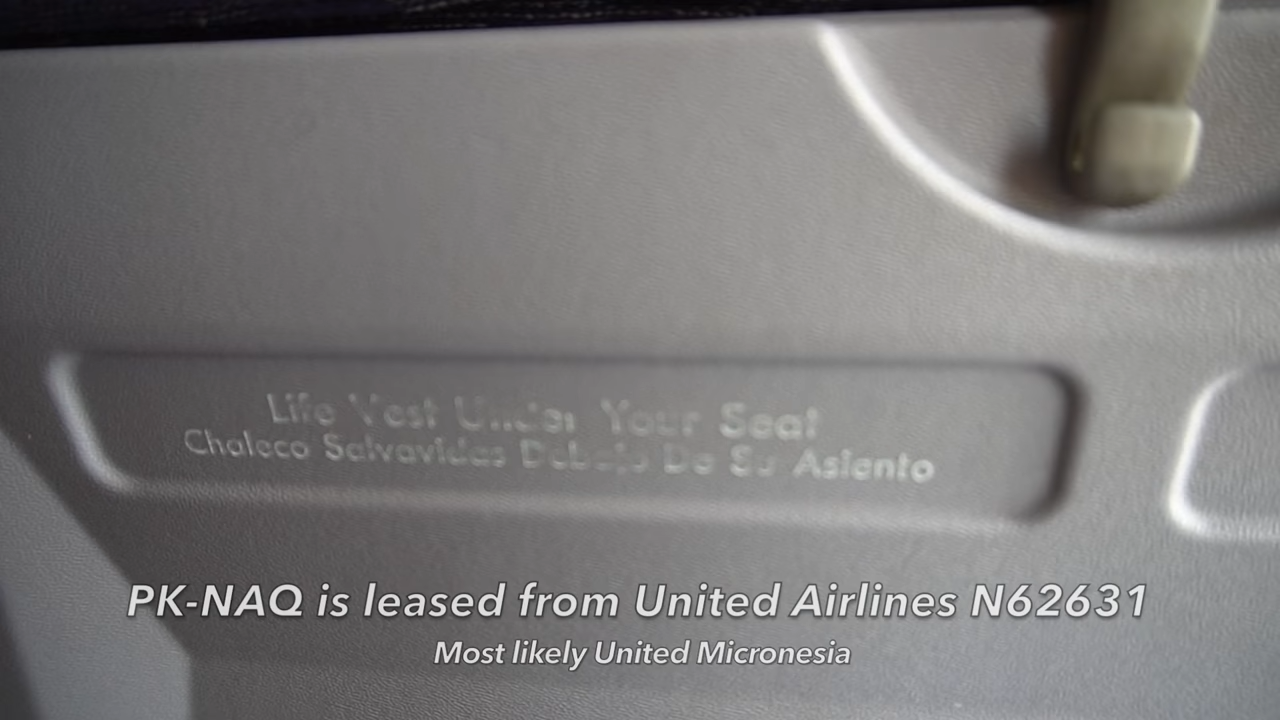 Life Vest Under Your Seat
Chaleco Salvavidas Debajo De Su Asiento
PK-NAQ is leased from United Airlines N62631
Most likely United Micronesia